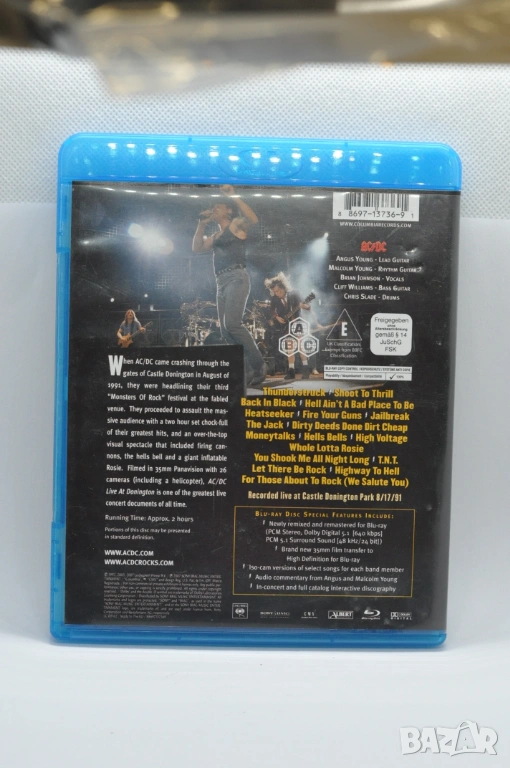 8 86971 37369 1
WWW.COLUMBIARECORDS.COM
AC/DC
ANGUS YOUNG - LEAD GUITAR
MALCOLM YOUNG - RHYTHM GUITAR
BRIAN JOHNSON - VOCALS
CLIFF WILLIAMS - BASS GUITAR
CHRIS SLADE - DRUMS
A
B C
E
Freigegeben
gemäß § 14
JuSchG
FSK
When AC/DC came crashing through the
gates of Castle Donington in August of
1991, they were headlining their third
"Monsters Of Rock" festival at the fabled
venue. They proceeded to assault the mas-
sive audience with a two hour set chock-full
of their greatest hits, and an over-the-top
visual spectacle that included firing can-
nons, the hells bell and a giant inflatable
Rosie. Filmed in 35mm Panavision with 26
cameras (including a helicopter), AC/DC
Live At Donington is one of the greatest live
concert documents of all time.
Running Time: Approx. 2 hours
Portions of this disc may be presented
in standard definition.
WWW.ACDC.COM
WWW.ACDCROCKS.COM
Thunderstruck Shoot To Thrill
Back In Black Hell Ain't A Bad Place To Be
Heatseeker Fire Your Guns Jailbreak
The Jack Dirty Deeds Done Dirt Cheap
Moneytalks Hells Bells High Voltage
Whole Lotta Rosie
You Shook Me All Night Long T.N.T.
Let There Be Rock Highway To Hell
For Those About To Rock (We Salute You)
Recorded live at Castle Donington Park 8/17/91
BLU-RAY DISC SPECIAL FEATURES INCLUDE:
Newly remixed and remastered for Blu-ray
(PCM Stereo, Dolby Digital 5.1 [640 kbps]
PCM 5.1 Surround Sound [48 kHz/24 bit])
Brand new 35mm film transfer to
High Definition for Blu-ray
Iso-cam versions of select songs for each band member
Audio commentary from Angus and Malcolm Young
In-concert and full catalog interactive discography
ALBERT
Blu-ray Disc
BAZAR